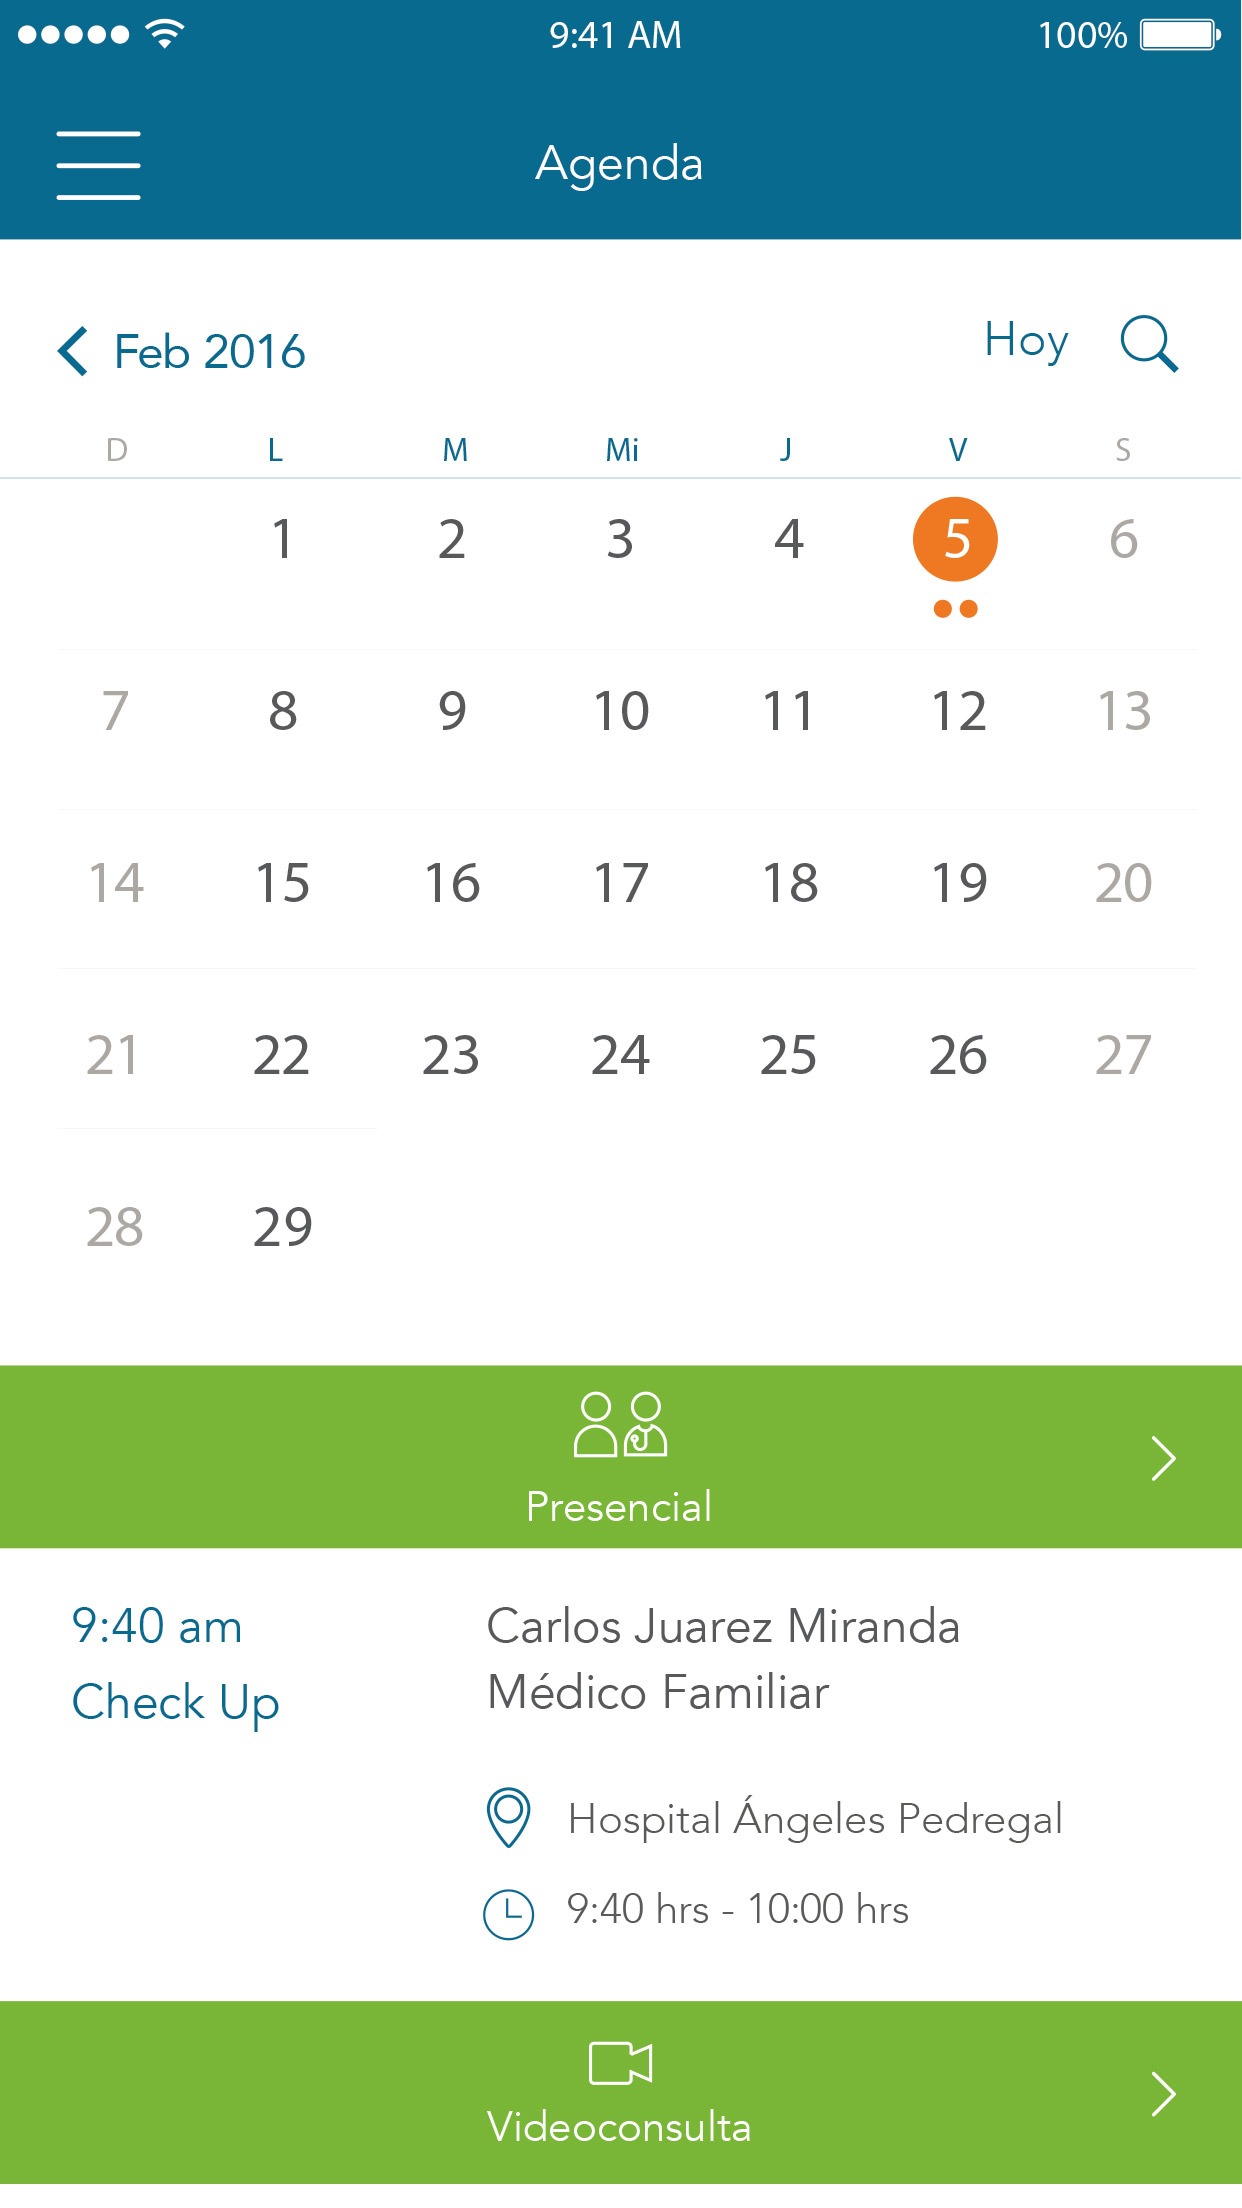 9:41 AM 100%
Agenda
Feb 2016 Hoy
D L M Mi J V S
1 2 3 4 5 6
7 8 9 10 11 12 13
14 15 16 17 18 19 20
21 22 23 24 25 26 27
28 29
Presencial
9:40 am Carlos Juarez Miranda
Check Up Médico Familiar
Hospital Ángeles Pedregal
9:40 hrs - 10:00 hrs
Videoconsulta